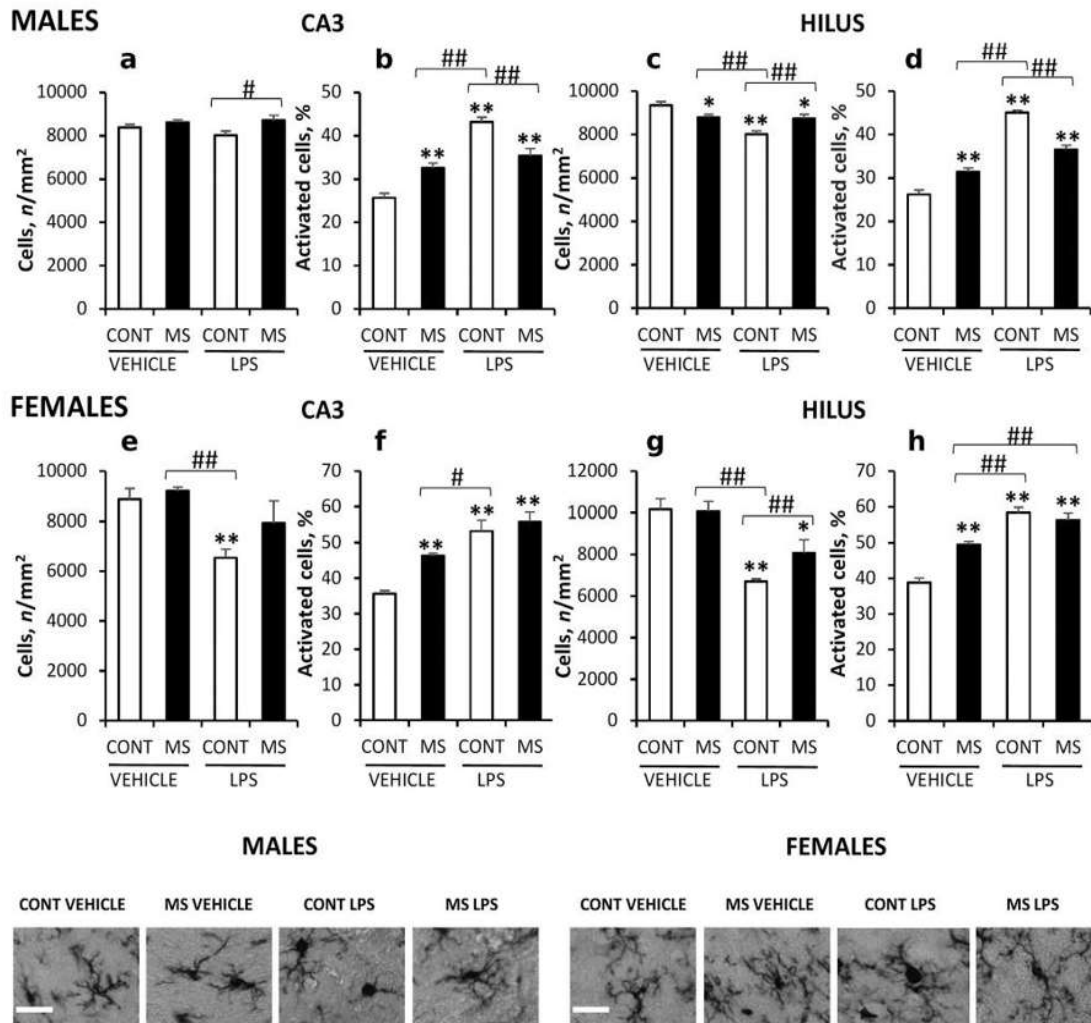 MALES CA3 HILUS
a b c d
## ## ## ##
# ## ## ##
** * * **
** ** ** ** **
Cells, n/mm²
10000
8000
6000
4000
2000
0
CONT MS CONT MS
VEHICLE LPS
Activated cells, %
50
40
30
20
10
0
CONT MS CONT MS
VEHICLE LPS
Cells, n/mm²
10000
8000
6000
4000
2000
0
CONT MS CONT MS
VEHICLE LPS
Activated cells, %
50
40
30
20
10
0
CONT MS CONT MS
VEHICLE LPS
FEMALES CA3 HILUS
e
##
**
Cells, n/mm²
10000
8000
6000
4000
2000
0
CONT MS CONT MS
VEHICLE LPS
f
#
** ** **
Activated cells, %
70
60
50
40
30
20
10
0
CONT MS CONT MS
VEHICLE LPS
g
##
##
** *
Cells, n/mm²
12000
10000
8000
6000
4000
2000
0
CONT MS CONT MS
VEHICLE LPS
h
##
##
** ** **
Activated cells, %
70
60
50
40
30
20
10
0
CONT MS CONT MS
VEHICLE LPS
MALES FEMALES
CONT VEHICLE MS VEHICLE CONT LPS MS LPS CONT VEHICLE MS VEHICLE CONT LPS MS LPS